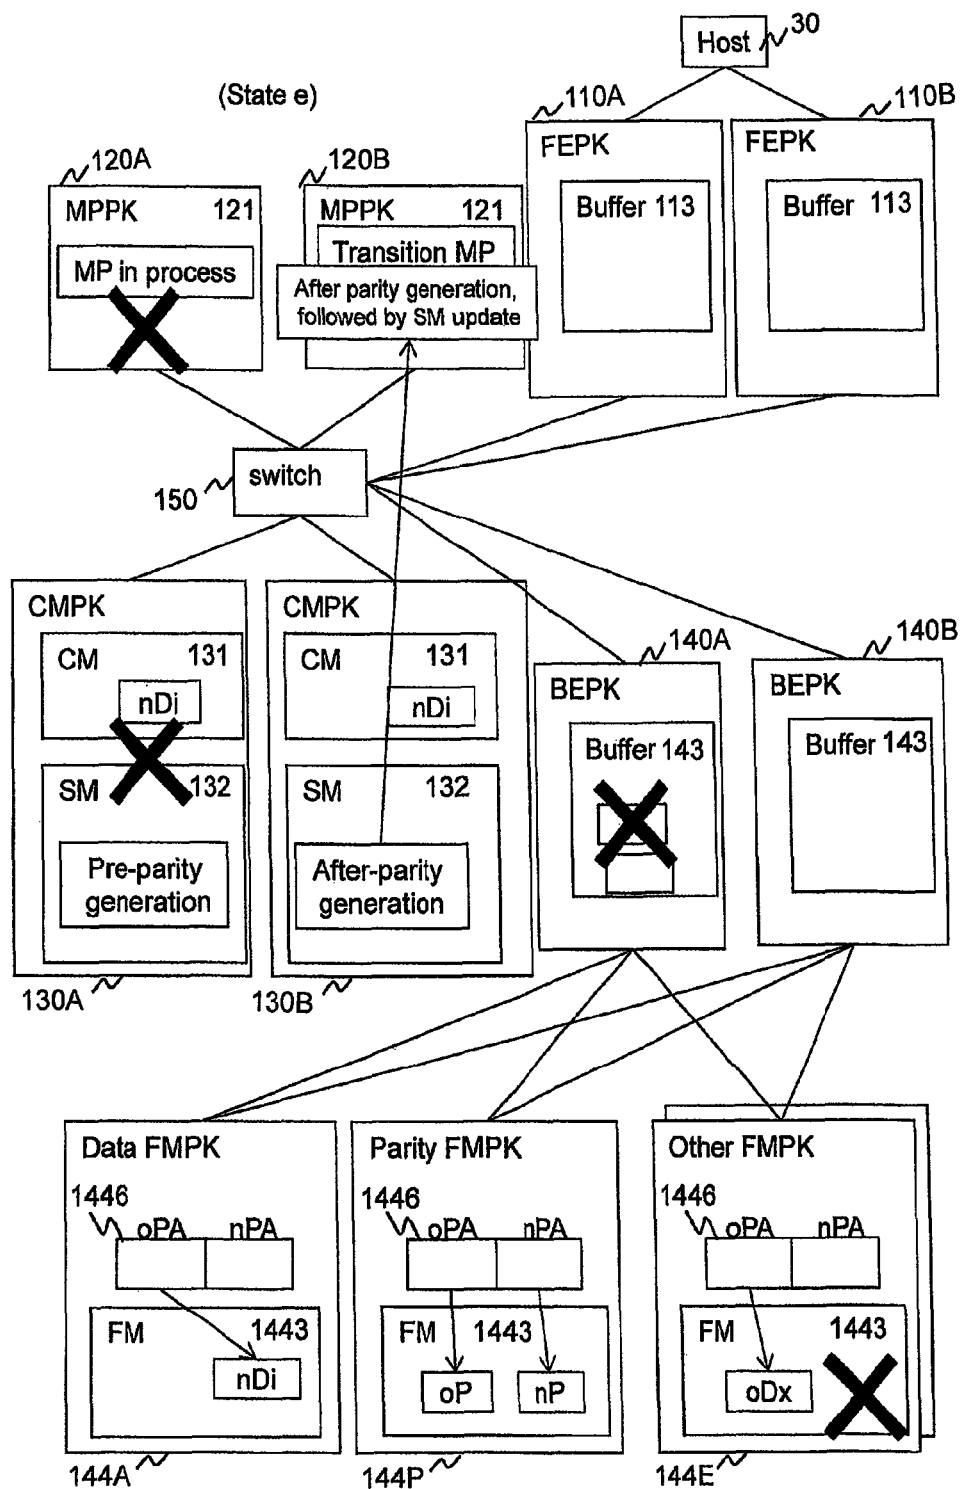 Host
30
(State e)
110A
110B
FEPK
Buffer 113
FEPK
Buffer 113
120A
120B
MPPK 121
MP in process
MPPK 121
Transition MP
After parity generation,
followed by SM update
switch
150
CMPK
CM 131
nDi
SM 132
Pre-parity
generation
130A
CMPK
CM 131
nDi
SM 132
After-parity
generation
130B
140A
BEPK
Buffer 143
140B
BEPK
Buffer 143
Data FMPK
1446
oPA nPA
FM 1443
nDi
144A
Parity FMPK
1446
oPA nPA
FM 1443
oP nP
144P
Other FMPK
1446
oPA nPA
FM 1443
oDx
144E